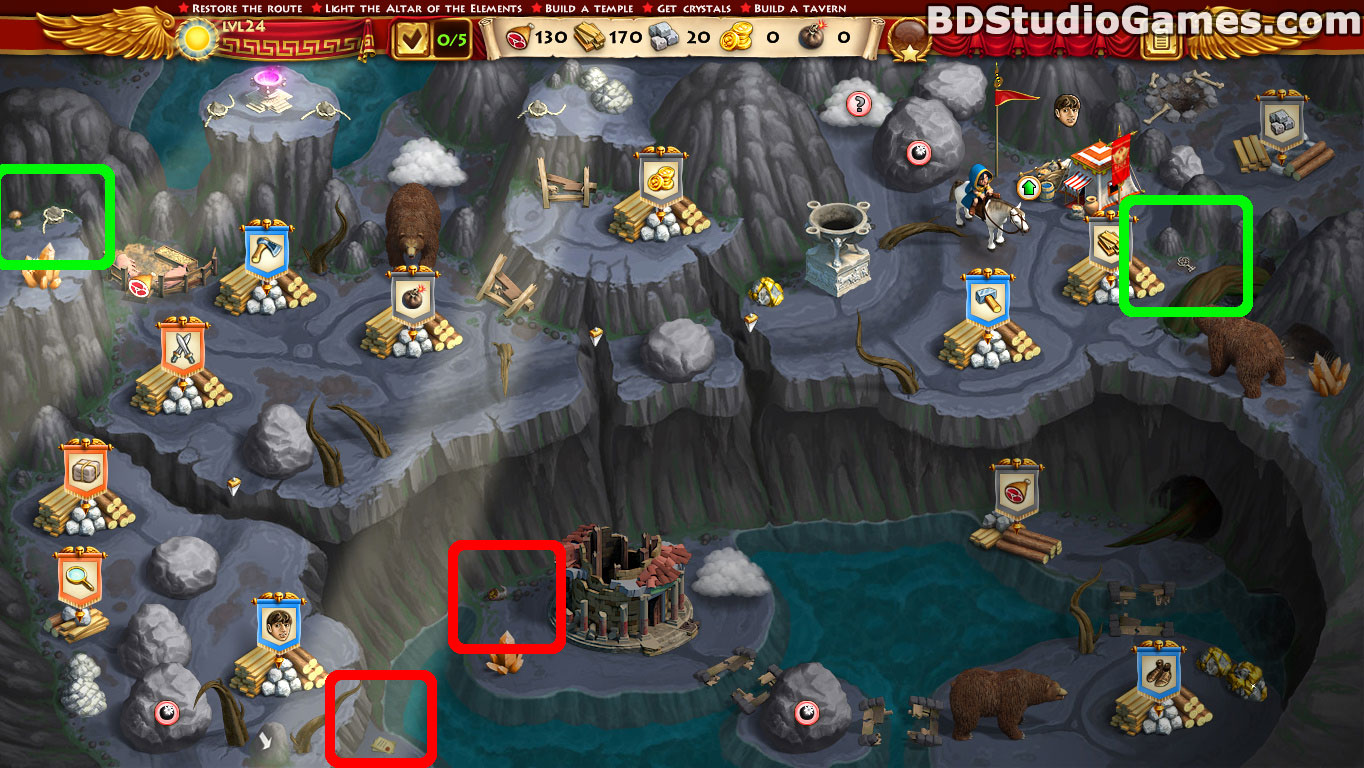 ★ Restore the route ★ Light the Altar of the Elements ★ Build a temple ★ Get crystals ★ Build a tavern
BDStudioGames.com
LVL24
0/5
130
170
20
0
0
?